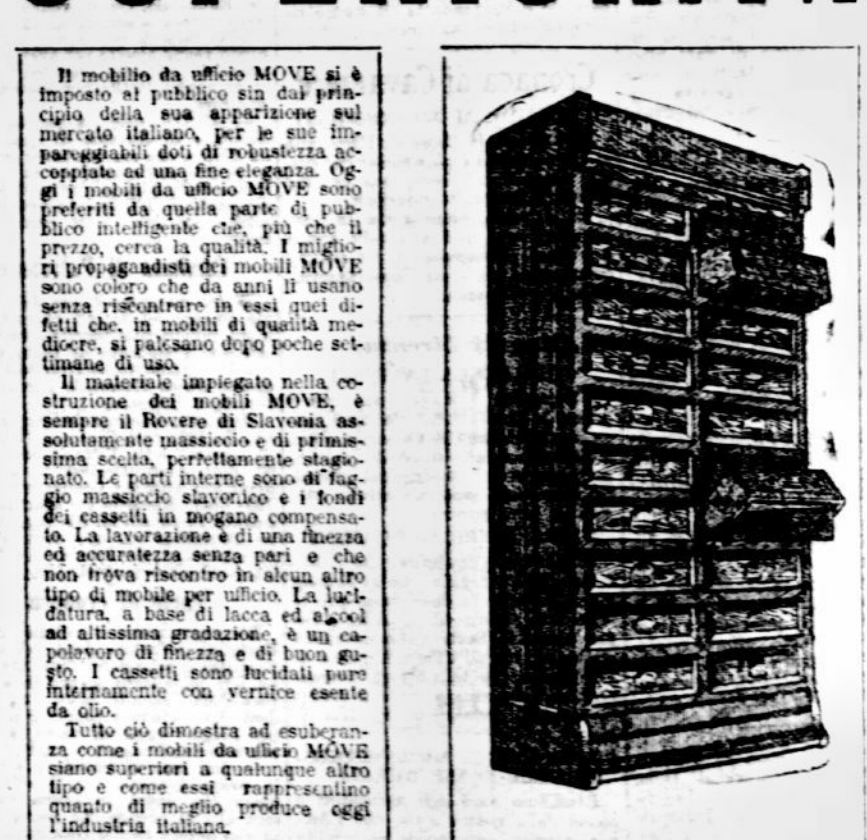 Il mobilio da ufficio MOVE si è
imposto al pubblico sin dal prin-
cipio della sua apparizione sul
mercato italiano, per le sue im-
pareggiabili doti di robustezza ac-
coppiate ad una fine eleganza. Og-
gi i mobili da ufficio MOVE sono
preferiti da quella parte di pub-
blico intelligente che, più che il
prezzo, cerca la qualità. I miglio-
ri propagandisti dei mobili MOVE
sono coloro che da anni li usano
senza riscontrare in essi quei di-
fetti che, in mobili di qualità me-
diocre, si palesano dopo poche set-
timane di uso.
Il materiale impiegato nella co-
struzione dei mobili MOVE, è
sempre il Rovere di Slavonia as-
solutamente massiccio e di primis-
sima scelta, perfettamente stagio-
nato. Le parti interne sono di fag-
gio massiccio slavonico e i fondi
dei cassetti in mogano compensa-
to. La lavorazione è di una finezza
ed accuratezza senza pari e che
non trova riscontro in alcun altro
tipo di mobile per ufficio. La luci-
datura, a base di lacca ed alcool
ad altissima gradazione, è un ca-
polavoro di finezza e di buon gu-
sto. I cassetti sono lucidati pure
internamente con vernice esente
da olio.
Tutto ciò dimostra ad esuberan-
za come i mobili da ufficio MOVE
siano superiori a qualunque altro
tipo e come essi rappresentino
quanto di meglio produce oggi
l'industria italiana.